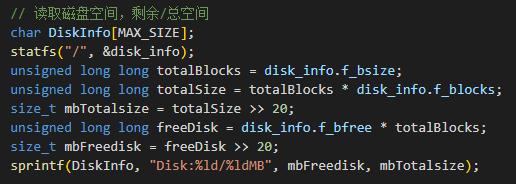 // 读取磁盘空间，剩余/总空间
char DiskInfo[MAX_SIZE];
statfs("/", &disk_info);
unsigned long long totalBlocks = disk_info.f_bsize;
unsigned long long totalSize = totalBlocks * disk_info.f_blocks;
size_t mbTotalsize = totalSize >> 20;
unsigned long long freeDisk = disk_info.f_bfree * totalBlocks;
size_t mbFreedisk = freeDisk >> 20;
sprintf(DiskInfo, "Disk:%ld/%ldMB", mbFreedisk, mbTotalsize);